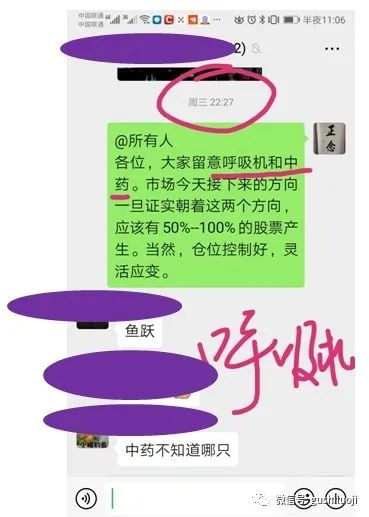 中国联通
中国联通
半夜11:06
2)
周三 22:27
@所有人
各位，大家留意呼吸机和中
药。市场今天接下来的方向
一旦证实朝着这两个方向，
应该有50%--100%的股票产
生。当然，仓位控制好，灵
活应变。
正念
鱼跃
呼吸机
中药不知道哪只
微信号: gushiluoji